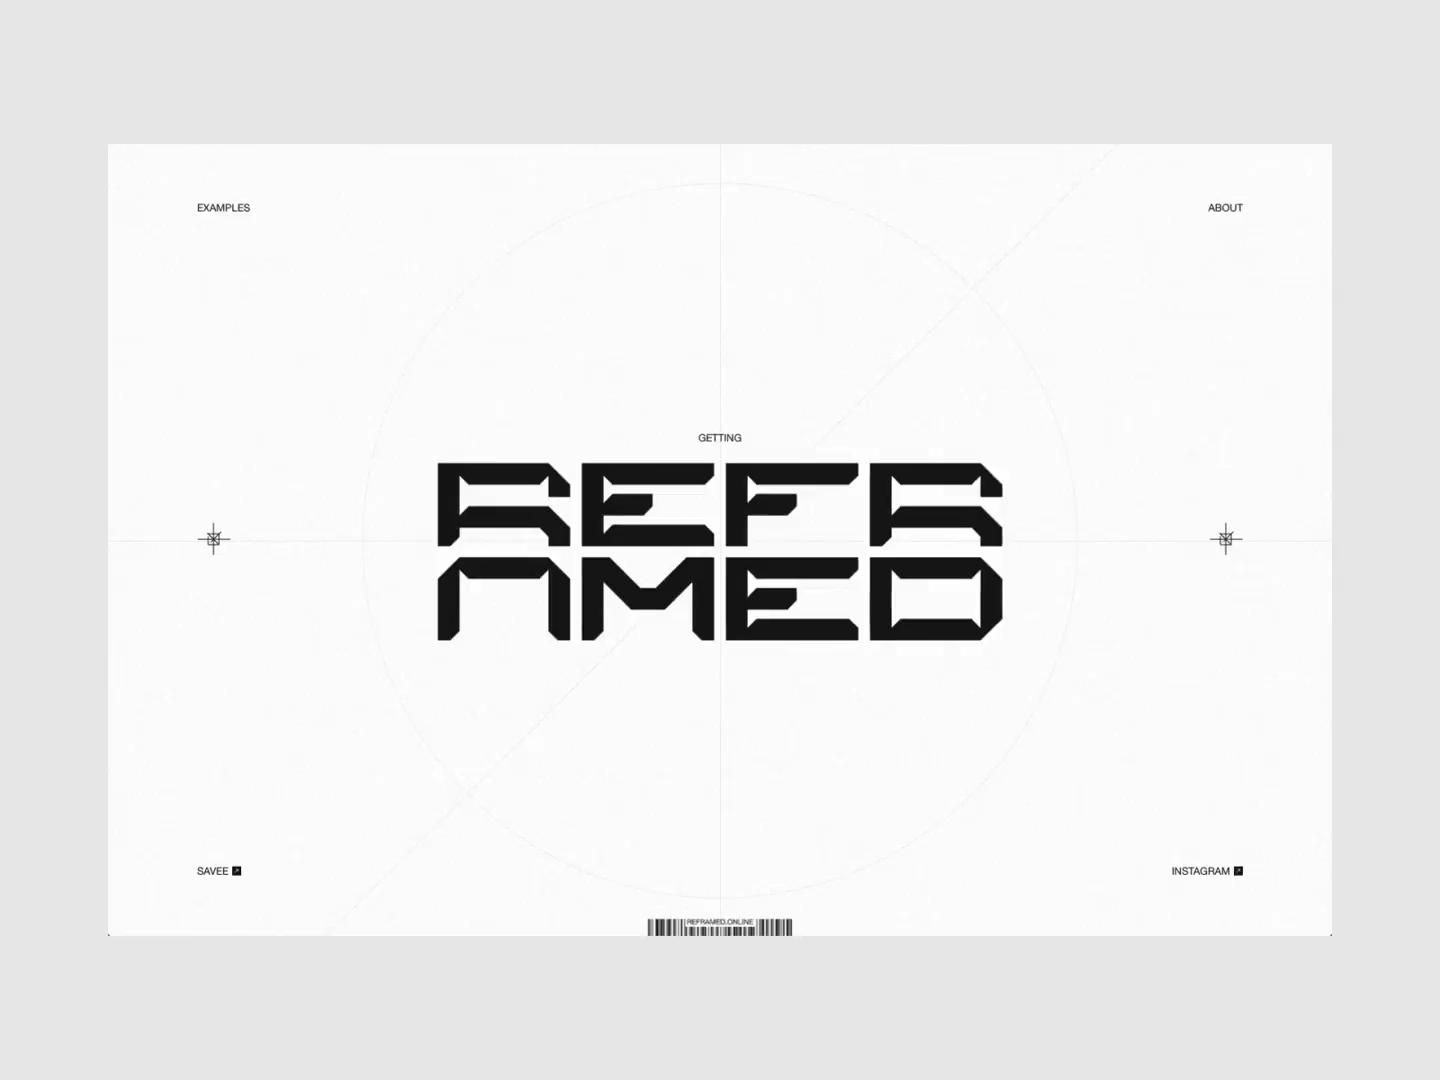 EXAMPLES
ABOUT
GETTING
REFR
AMED
SAVEE
INSTAGRAM
REFRAMED.ONLINE